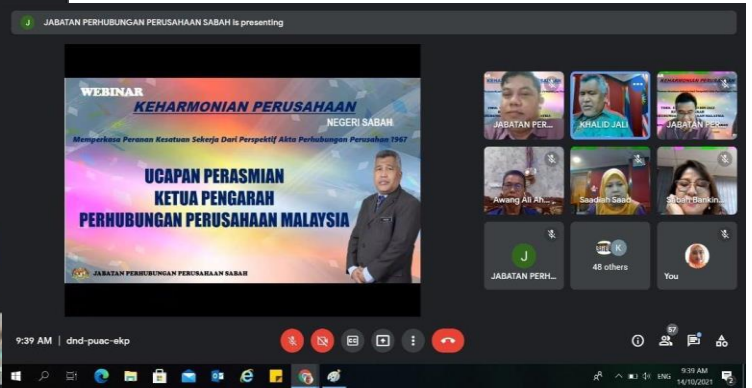 J JABATAN PERHUBUNGAN PERUSAHAAN SABAH is presenting
WEBINAR
KEHARMONIAN PERUSAHAAN
NEGERI SABAH
Memperkasa Peranan Kesatuan Sekerja Dari Perspektif Akta Perhubungan Perusahan 1967
UCAPAN PERASMIAN
KETUA PENGARAH
PERHUBUNGAN PERUSAHAAN MALAYSIA
JABATAN PERHUBUNGAN PERUSAHAAN SABAH
JABATAN PER...
KHALID JALI
JABATAN PER...
Awang Ali Ah...
Saadiah Saad
Sabah Bankin...
J
JABATAN PERH...
K
48 others
You
9:39 AM | dnd-puac-ekp
57
ENG
9:39 AM
14/10/2021
2